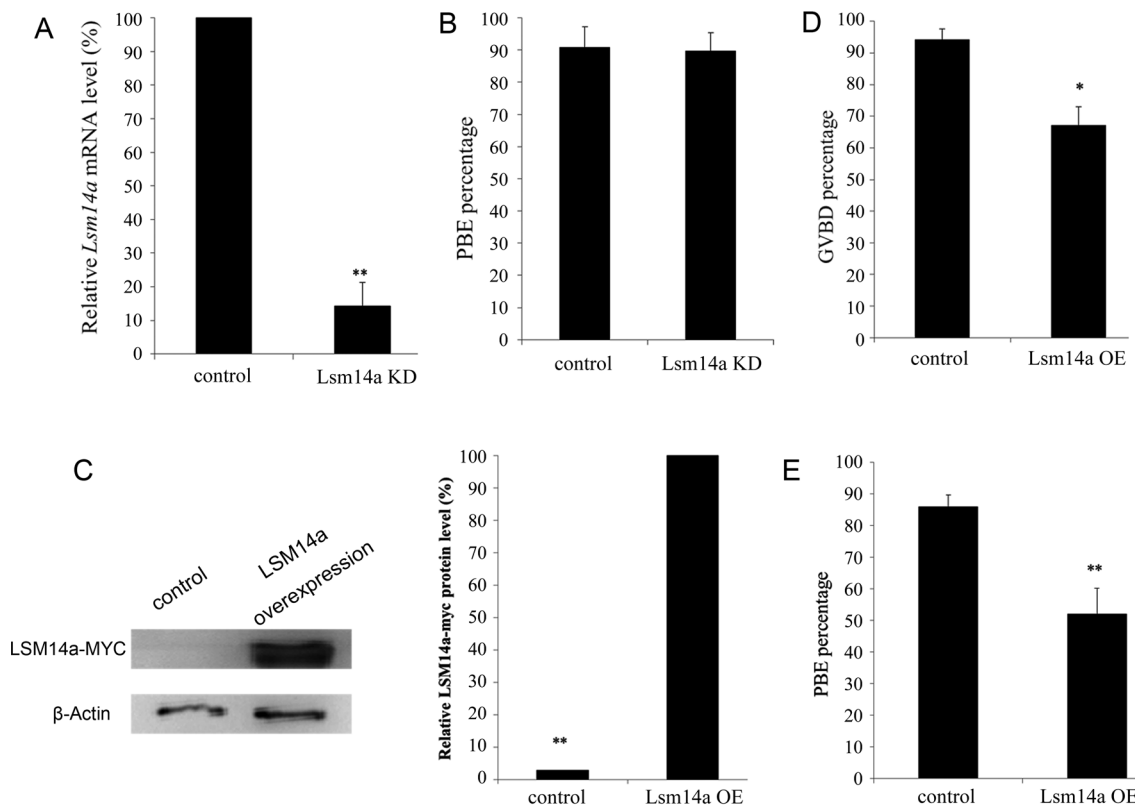 A
Relative Lsm14a mRNA level (%)
100
90
80
70
60
50
40
30
20
10
0
**
control
Lsm14a KD
B
PBE percentage
100
90
80
70
60
50
40
30
20
10
0
control
Lsm14a KD
D
GVBD percentage
100
90
80
70
60
50
40
30
20
10
0
*
control
Lsm14a OE
C
control
LSM14a
overexpression
LSM14a-MYC
β-Actin
Relative LSM14a-myc protein level (%)
100
90
80
70
60
50
40
30
20
10
0
**
control
Lsm14a OE
E
PBE percentage
100
90
80
70
60
50
40
30
20
10
0
**
control
Lsm14a OE